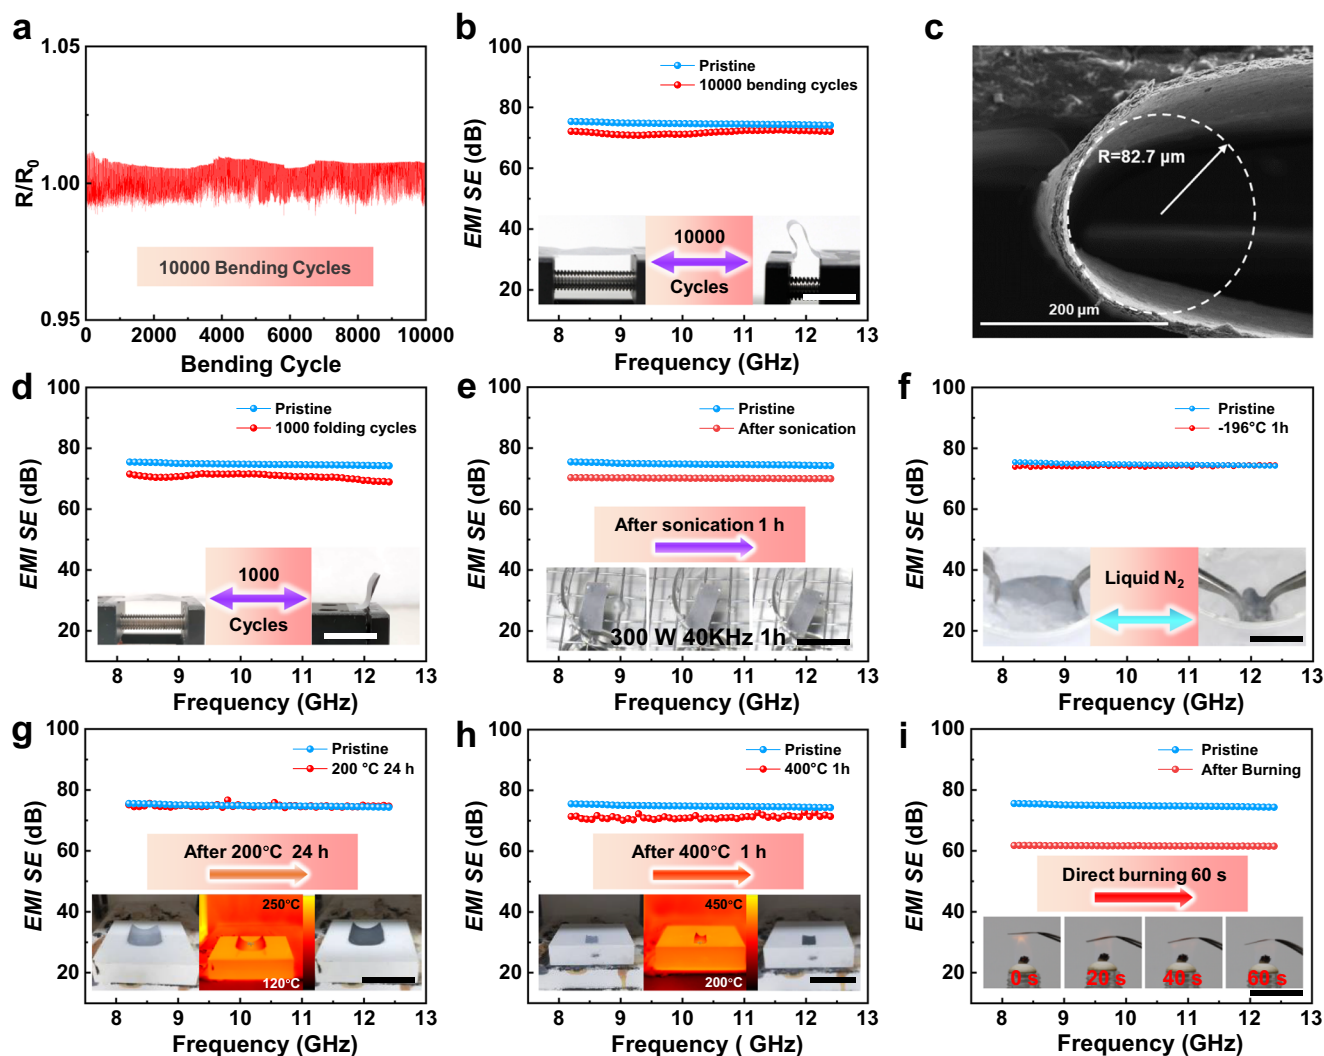 a
1.05
1.00
0.95
R/R0
10000 Bending Cycles
0 2000 4000 6000 8000 10000
Bending Cycle
b
100
80
60
40
20
EMI SE (dB)
Pristine
10000 bending cycles
10000
Cycles
8 9 10 11 12 13
Frequency (GHz)
c
R=82.7 μm
200 μm
d
100
80
60
40
20
EMI SE (dB)
Pristine
1000 folding cycles
1000
Cycles
8 9 10 11 12 13
Frequency (GHz)
e
100
80
60
40
20
EMI SE (dB)
Pristine
After sonication
After sonication 1 h
300 W 40KHz 1h
8 9 10 11 12 13
Frequency (GHz)
f
100
80
60
40
20
EMI SE (dB)
Pristine
-196°C 1h
Liquid N2
8 9 10 11 12 13
Frequency (GHz)
g
100
80
60
40
20
EMI SE (dB)
Pristine
200 °C 24 h
After 200°C 24 h
250°C
120°C
8 9 10 11 12 13
Frequency (GHz)
h
100
80
60
40
20
EMI SE (dB)
Pristine
400°C 1h
After 400°C 1 h
450°C
200°C
8 9 10 11 12 13
Frequency ( GHz)
i
100
80
60
40
20
EMI SE (dB)
Pristine
After Burning
Direct burning 60 s
0 s 20 s 40 s 60 s
8 9 10 11 12 13
Frequency (GHz)